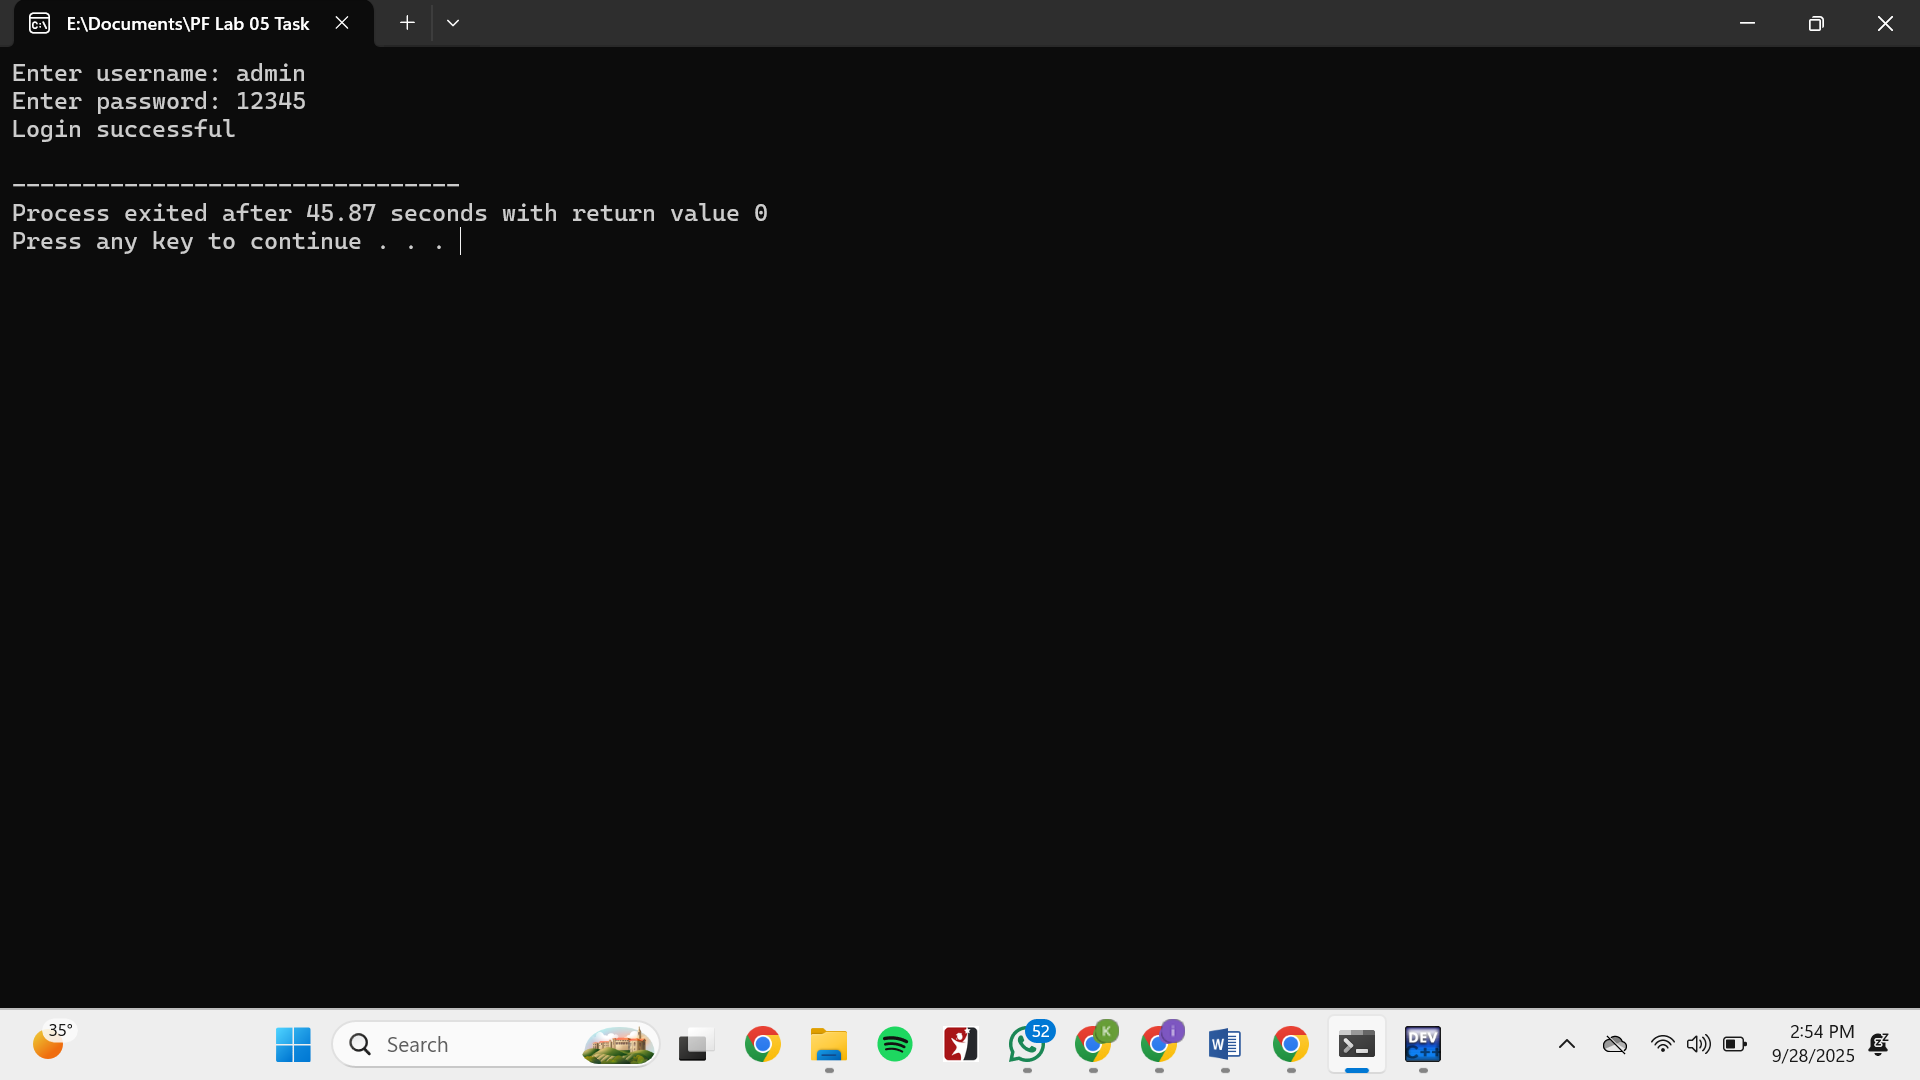 E:\Documents\PF Lab 05 Task
Enter username: admin
Enter password: 12345
Login successful
--------------------------------
Process exited after 45.87 seconds with return value 0
Press any key to continue . . .
35°
Search
52
K
i
W
DEV
C++
2:54 PM
9/28/2025